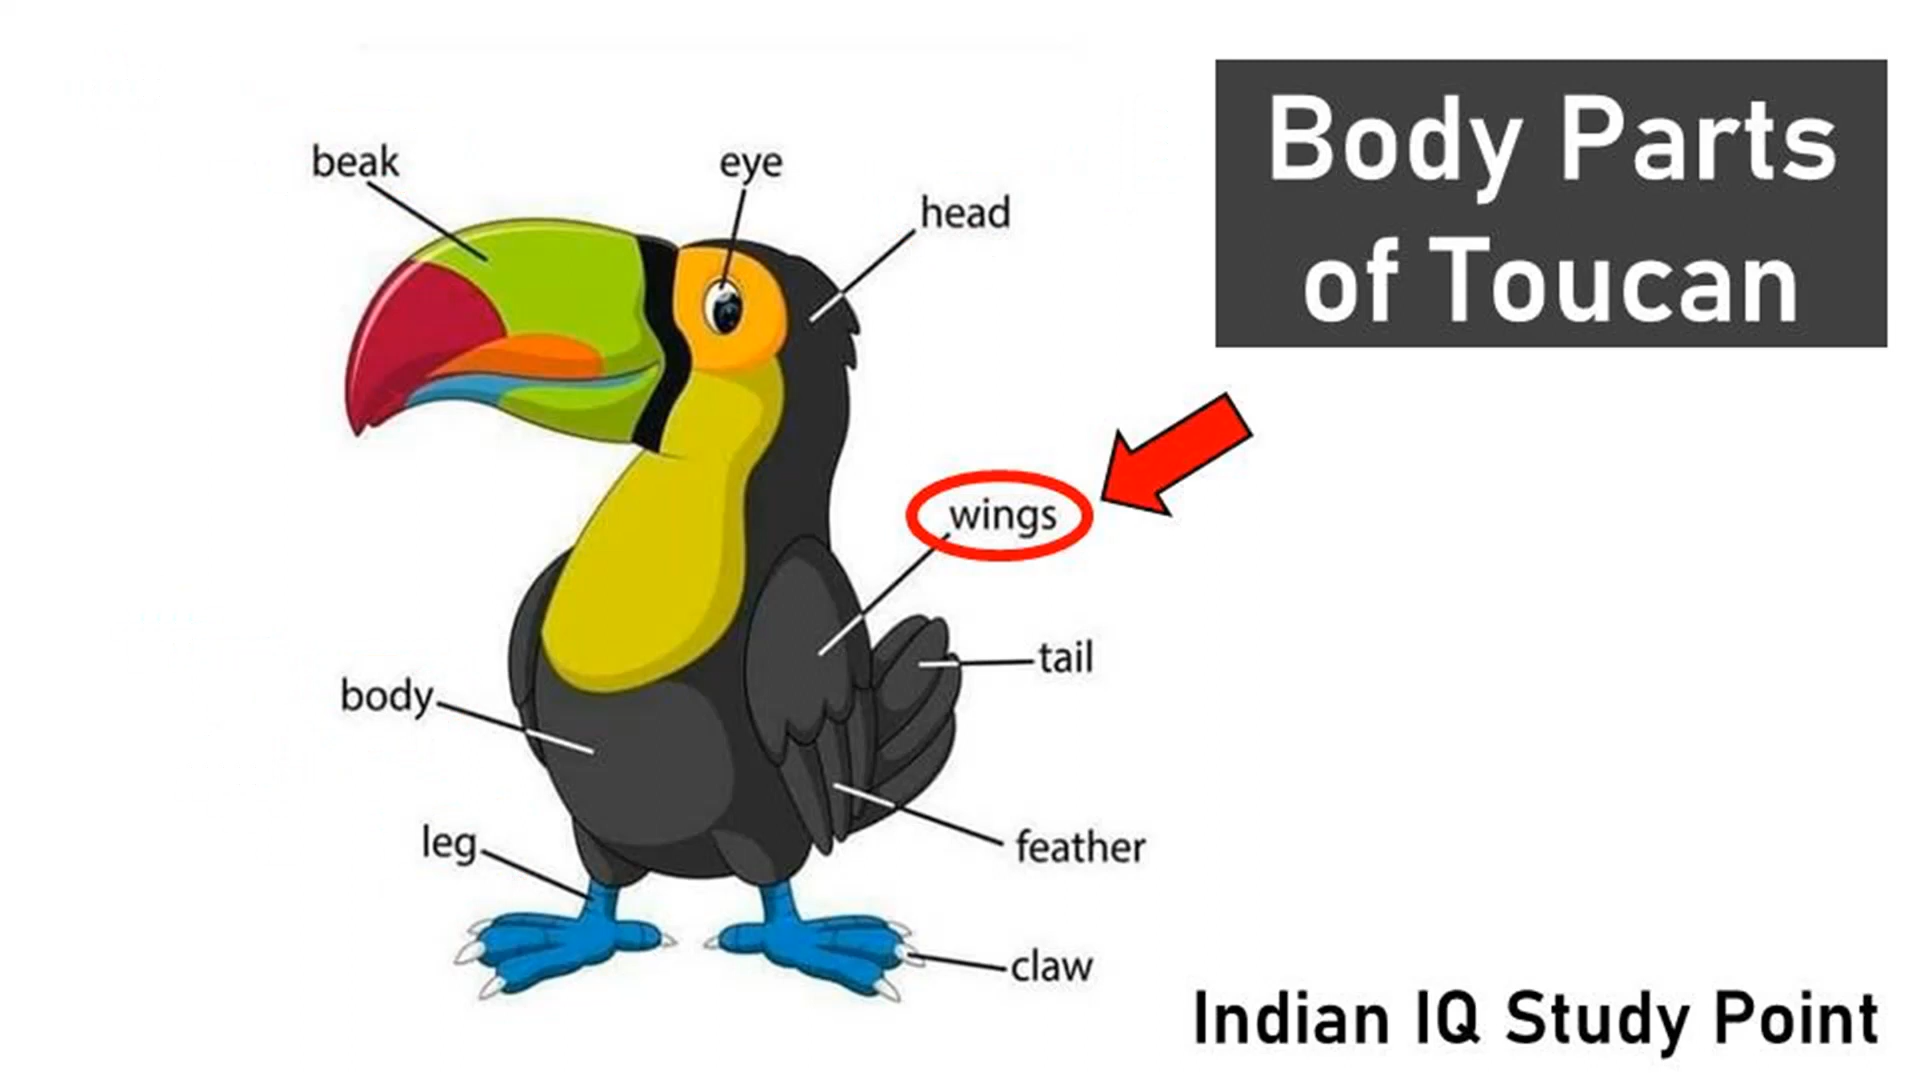 Body Parts
of Toucan
beak
eye
head
wings
tail
body
leg
feather
claw
Indian IQ Study Point